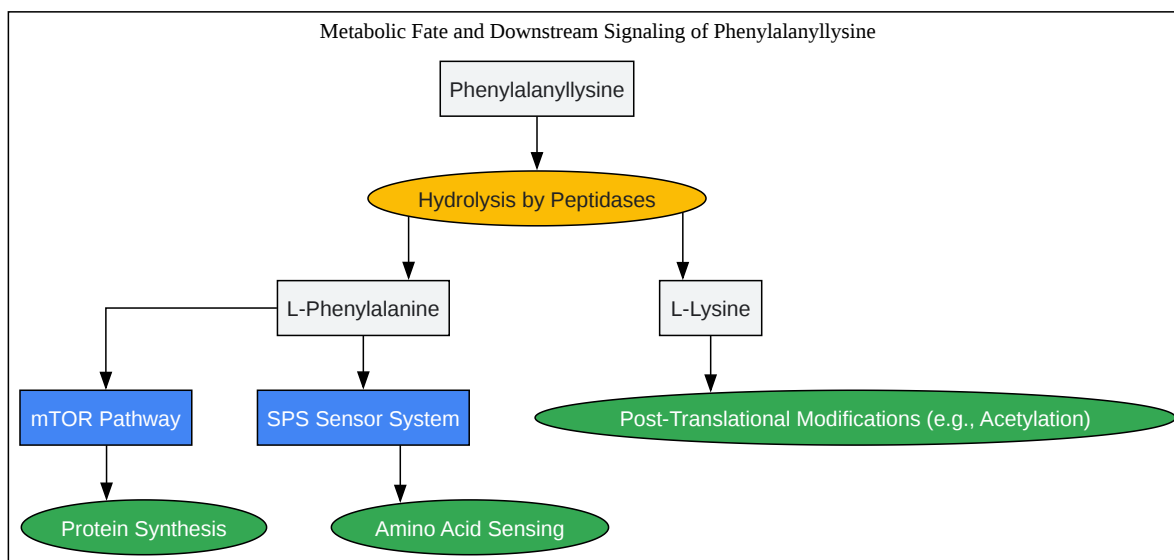 Metabolic Fate and Downstream Signaling of Phenylalanyllysine
Phenylalanyllysine
Hydrolysis by Peptidases
L-Phenylalanine
L-Lysine
mTOR Pathway
SPS Sensor System
Post-Translational Modifications (e.g., Acetylation)
Protein Synthesis
Amino Acid Sensing